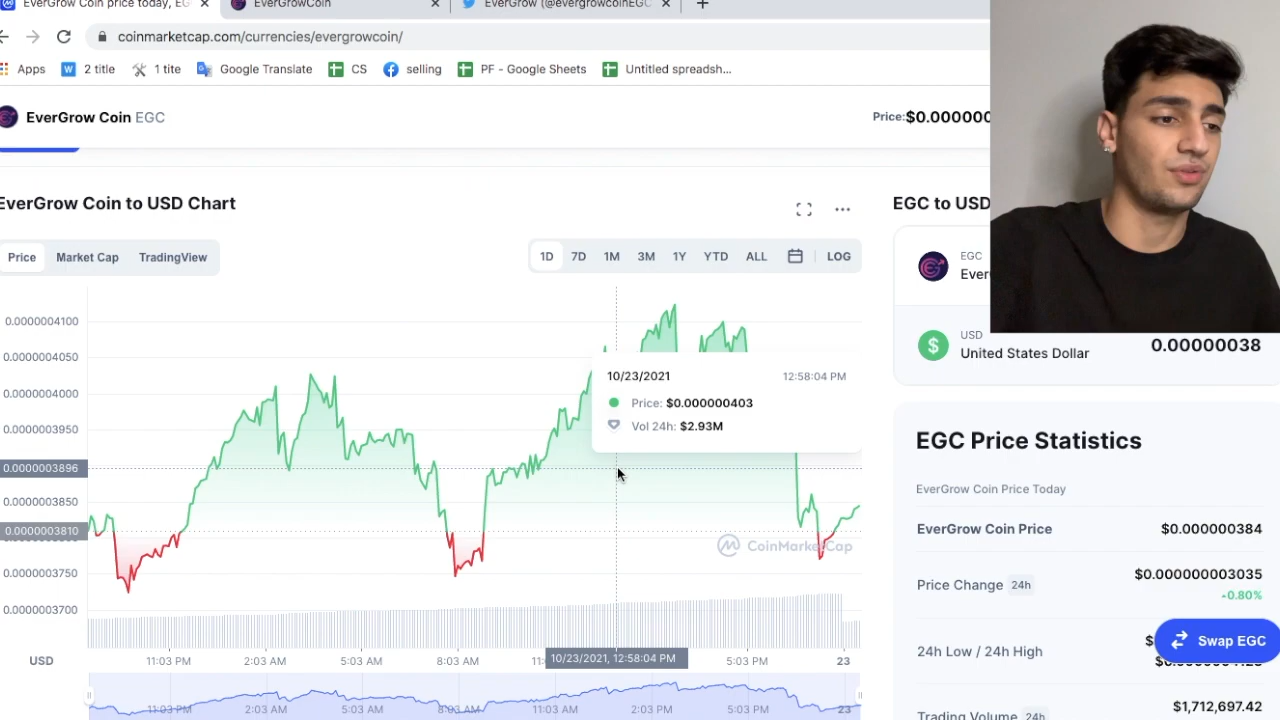 EverGrow Coin price today, EG
EverGrowCoin
EverGrow (@evergrowcoinEGC
coinmarketcap.com/currencies/evergrowcoin/
Apps
2 title
1 tite
Google Translate
CS
selling
PF - Google Sheets
Untitled spreadsh...
EverGrow Coin EGC
Price:$0.000000
EverGrow Coin to USD Chart
EGC to USD
Price
Market Cap
TradingView
1D
7D
1M
3M
1Y
YTD
ALL
LOG
EGC
Ever
USD
United States Dollar
0.00000038
0.0000004100
0.0000004050
0.0000004000
0.0000003950
0.0000003896
0.0000003850
0.0000003810
0.0000003750
0.0000003700
10/23/2021
12:58:04 PM
Price: $0.000000403
Vol 24h: $2.93M
CoinMarketCap
USD
11:03 PM
2:03 AM
5:03 AM
8:03 AM
10/23/2021, 12:58:04 PM
5:03 PM
23
11:03 PM
2:03 AM
5:03 AM
8:03 AM
11:03 AM
2:03 PM
5:03 PM
23
EGC Price Statistics
EverGrow Coin Price Today
EverGrow Coin Price
$0.000000384
Price Change 24h
$0.000000003035
0.80%
24h Low / 24h High
Swap EGC
Trading Volume 24h
$1,712,697.42